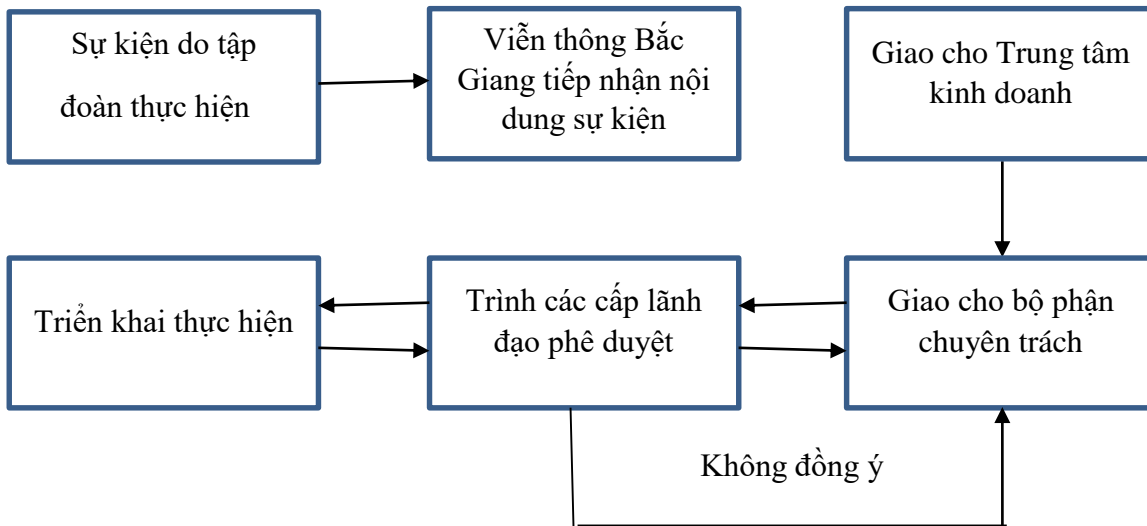 Sự kiện do tập
đoàn thực hiện
Viễn thông Bắc
Giang tiếp nhận nội
dung sự kiện
Giao cho Trung tâm
kinh doanh
Triển khai thực hiện
Trình các cấp lãnh
đạo phê duyệt
Giao cho bộ phận
chuyên trách
Không đồng ý